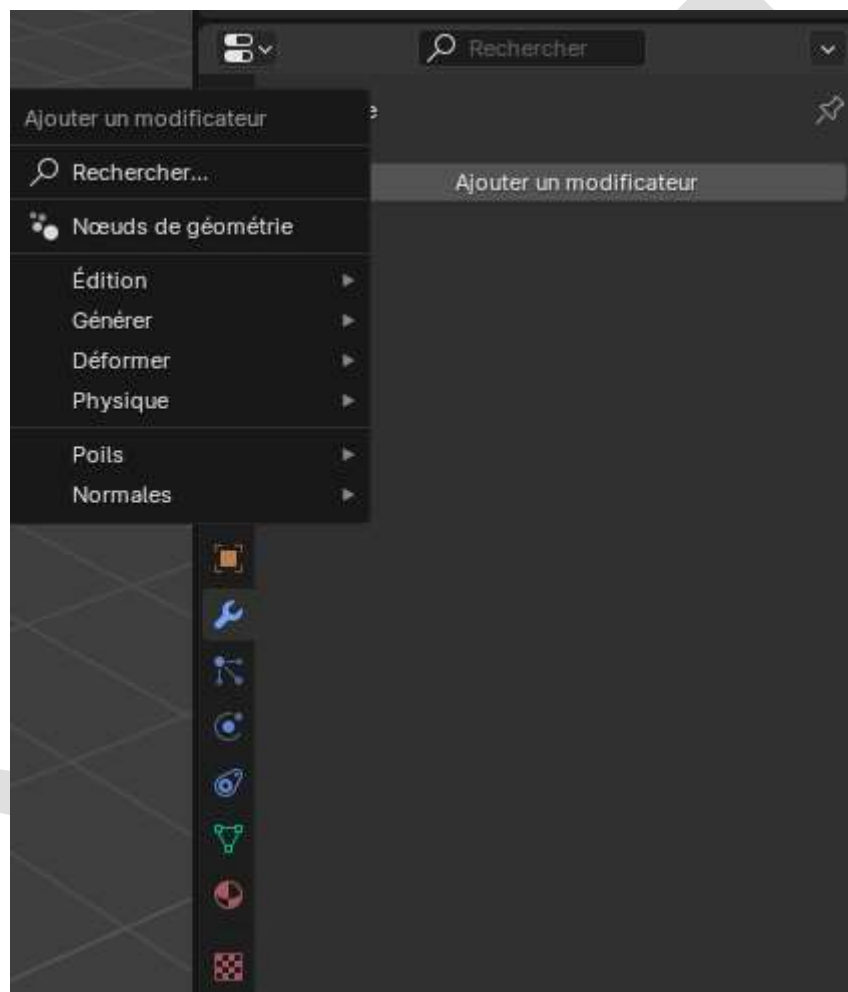 Rechercher
Ajouter un modificateur
Rechercher...
Ajouter un modificateur
Nœuds de géométrie
Édition
Générer
Déformer
Physique
Poils
Normales